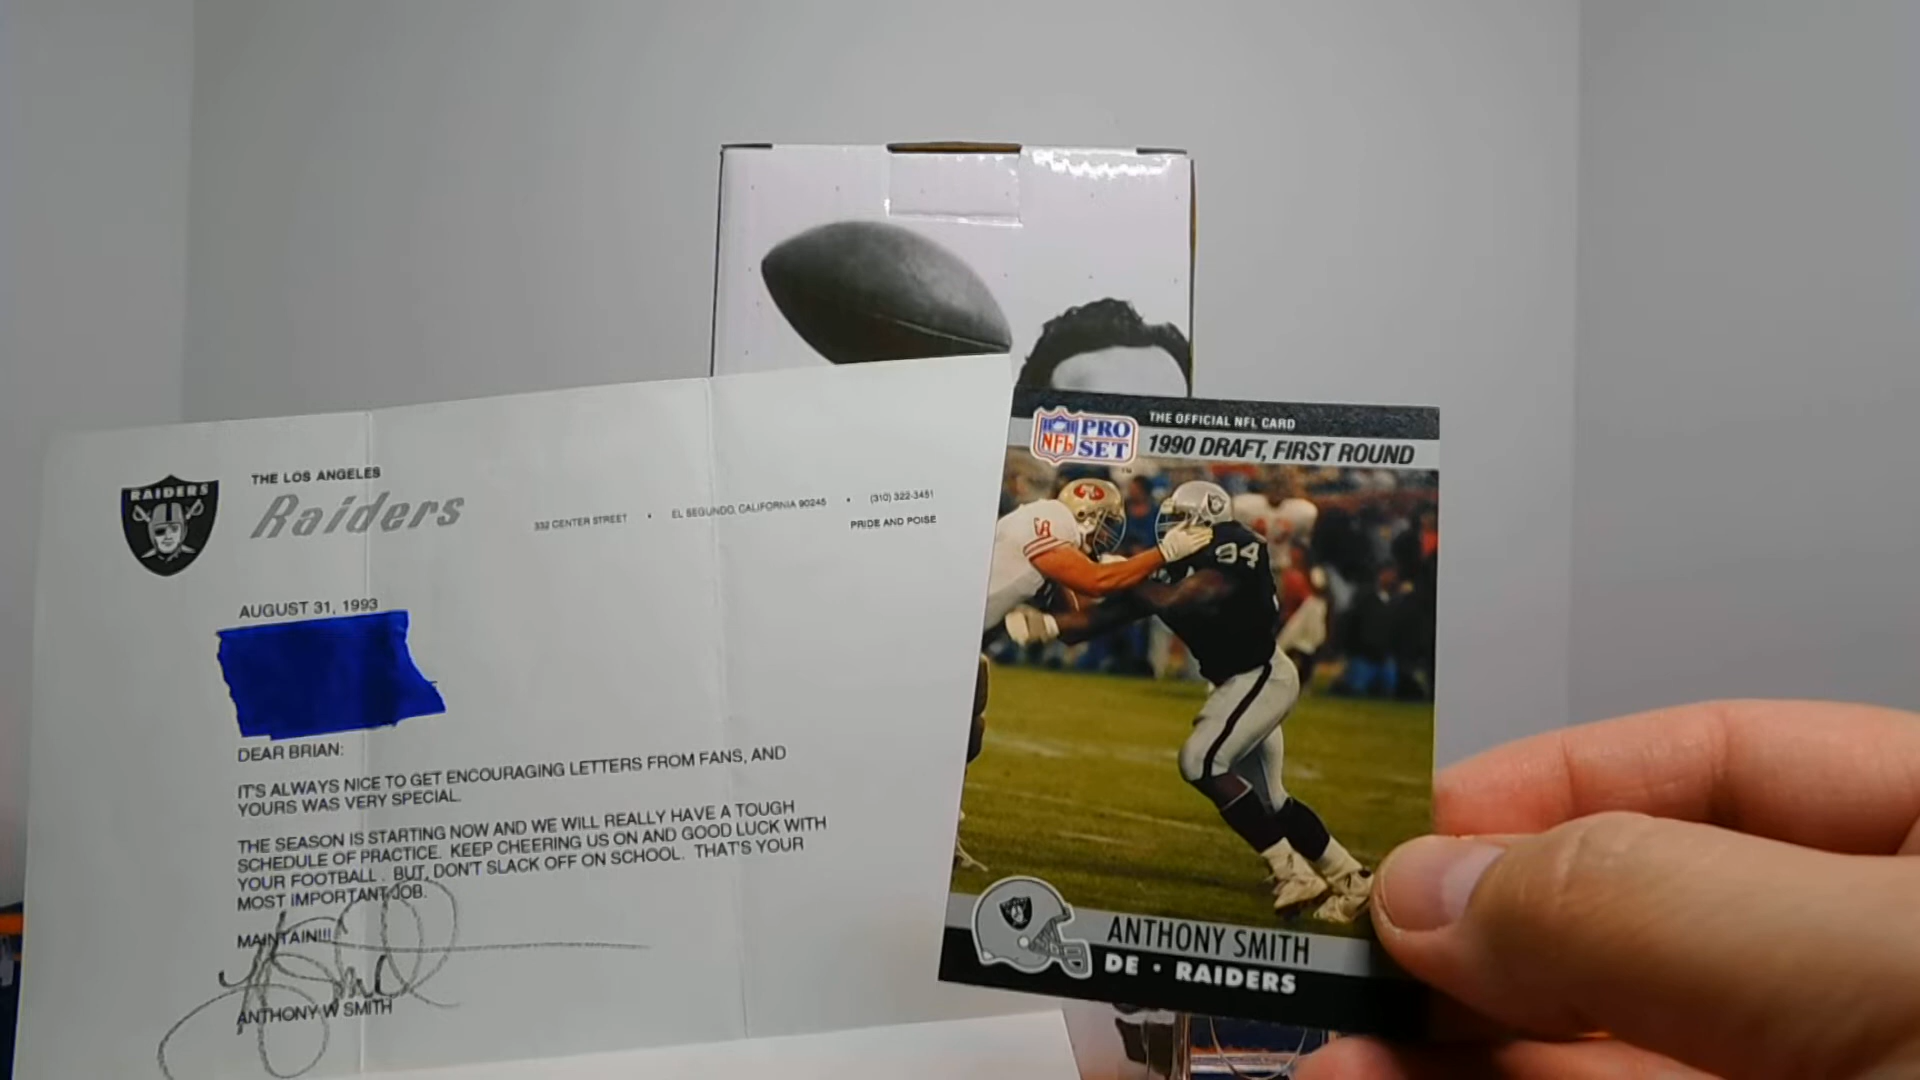 RAIDERS
THE LOS ANGELES
Raiders
332 CENTER STREET • EL SEGUNDO, CALIFORNIA 90245 • (310) 322-3451
PRIDE AND POISE
AUGUST 31, 1993
DEAR BRIAN:
IT'S ALWAYS NICE TO GET ENCOURAGING LETTERS FROM FANS, AND
YOURS WAS VERY SPECIAL.
THE SEASON IS STARTING NOW AND WE WILL REALLY HAVE A TOUGH
SCHEDULE OF PRACTICE. KEEP CHEERING US ON AND GOOD LUCK WITH
YOUR FOOTBALL . BUT, DON'T SLACK OFF ON SCHOOL. THAT'S YOUR
MOST IMPORTANT JOB.
MAINTAIN!!!
ANTHONY W SMITH
NFL PRO SET™
THE OFFICIAL NFL CARD
1990 DRAFT, FIRST ROUND
94
ANTHONY SMITH
DE • RAIDERS